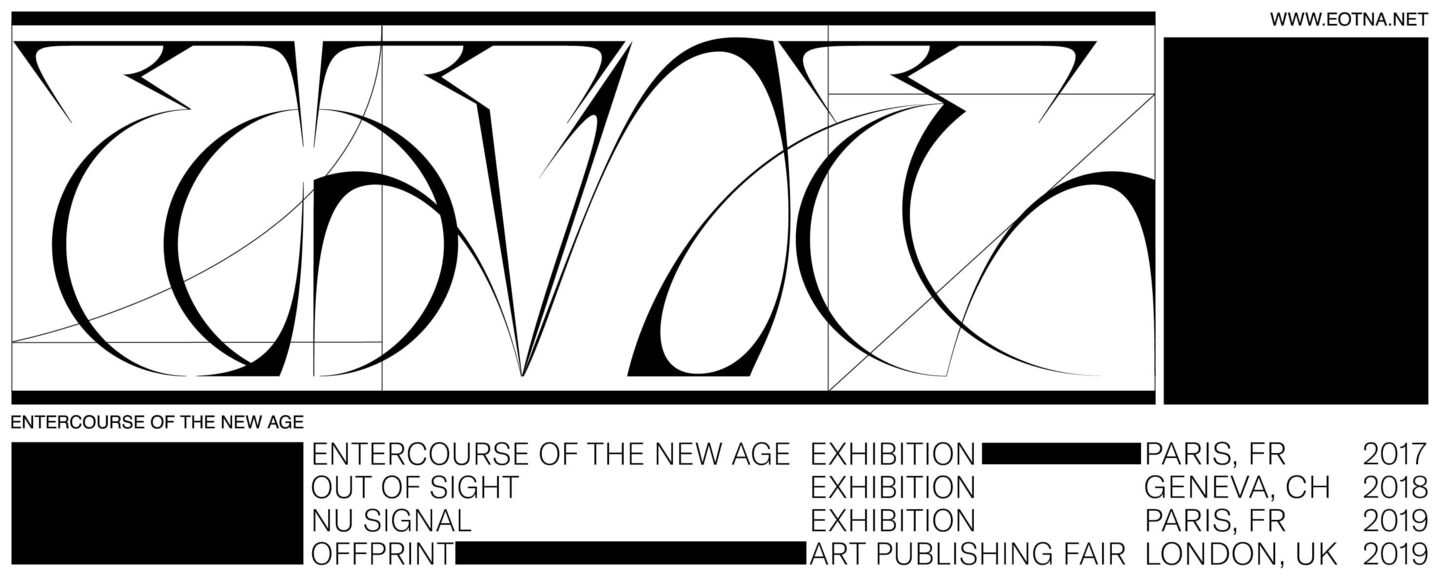 WWW.EOTNA.NET
ENTERCOURSE OF THE NEW AGE
ENTERCOURSE OF THE NEW AGE EXHIBITION PARIS, FR 2017
OUT OF SIGHT EXHIBITION GENEVA, CH 2018
NU SIGNAL EXHIBITION PARIS, FR 2019
OFFPRINT ART PUBLISHING FAIR LONDON, UK 2019